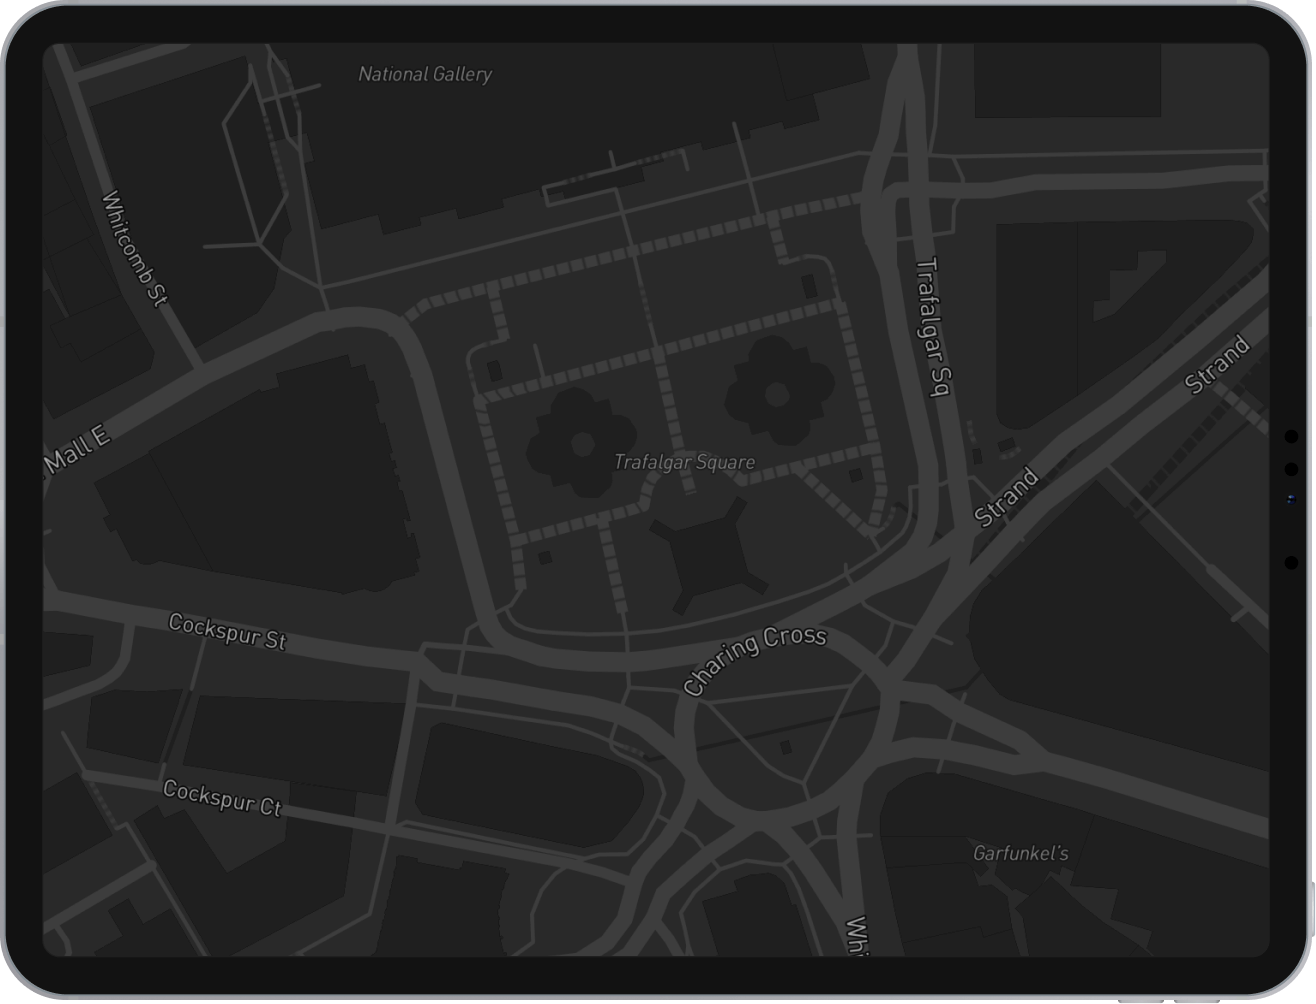 National Gallery
Whitcomb St
Trafalgar Sq
Strand
Mall E
Trafalgar Square
Strand
Cockspur St
Charing Cross
Cockspur Ct
Garfunkel's
Whi